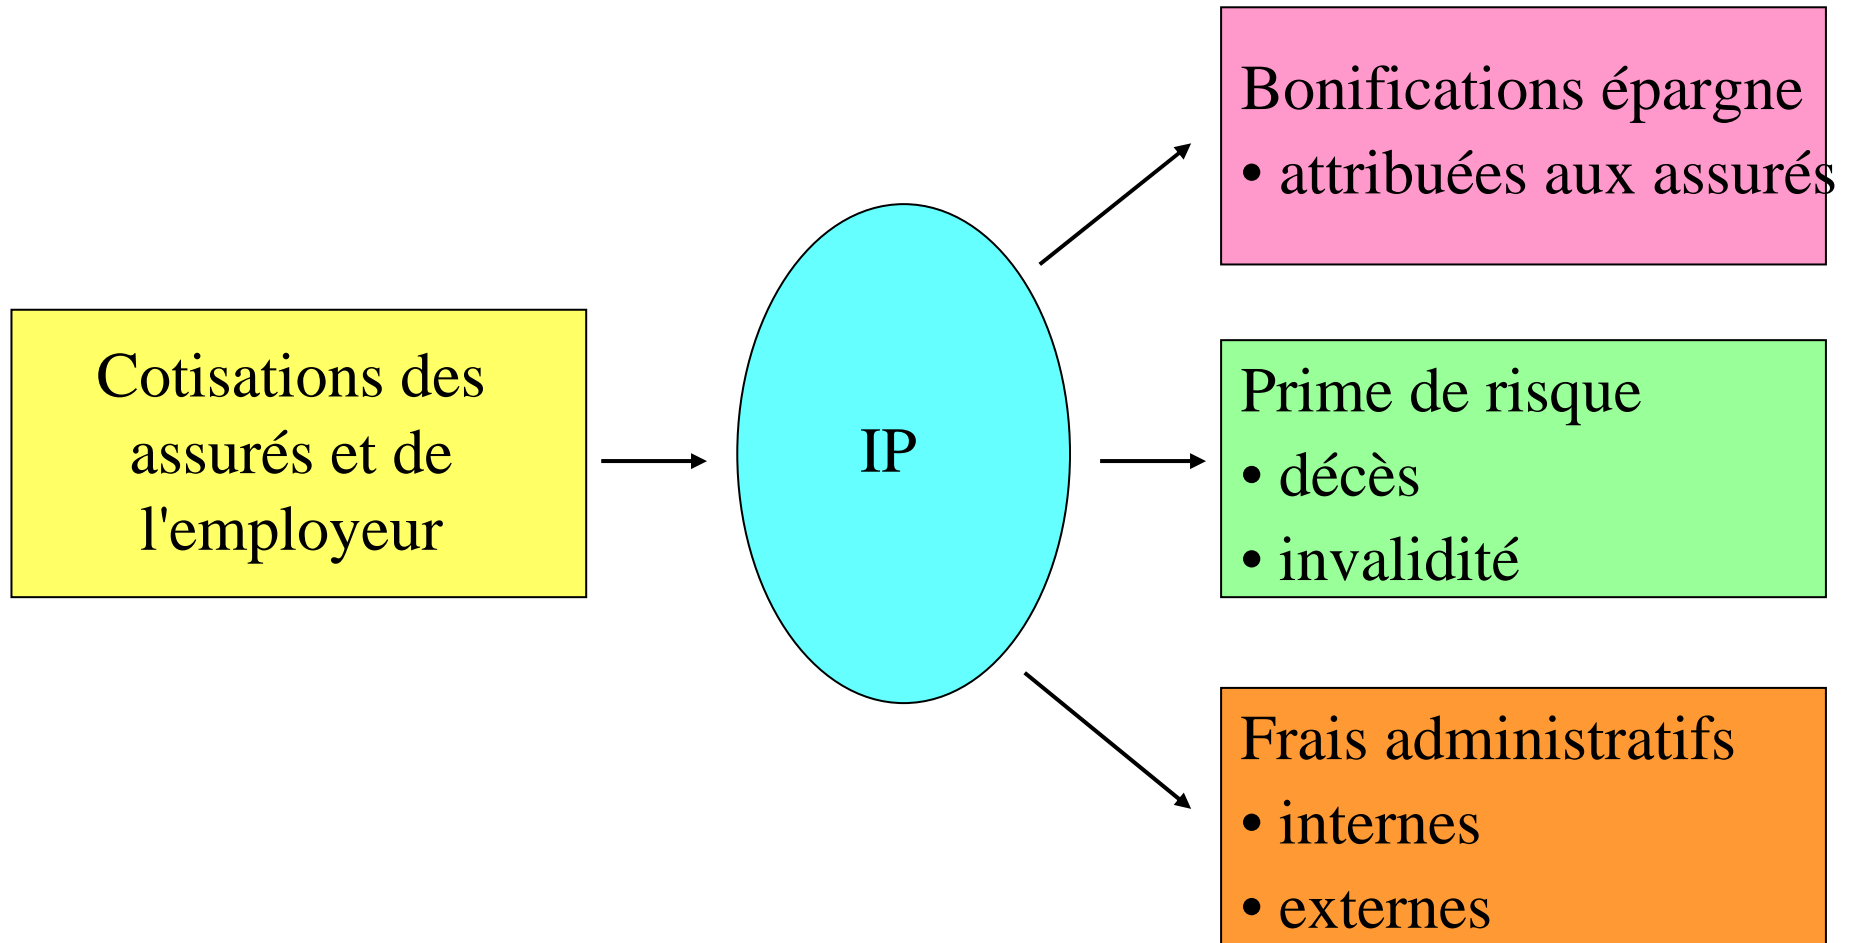 Cotisations des
assurés et de
l'employeur
IP
Bonifications épargne
• attribuées aux assurés
Prime de risque
• décès
• invalidité
Frais administratifs
• internes
• externes